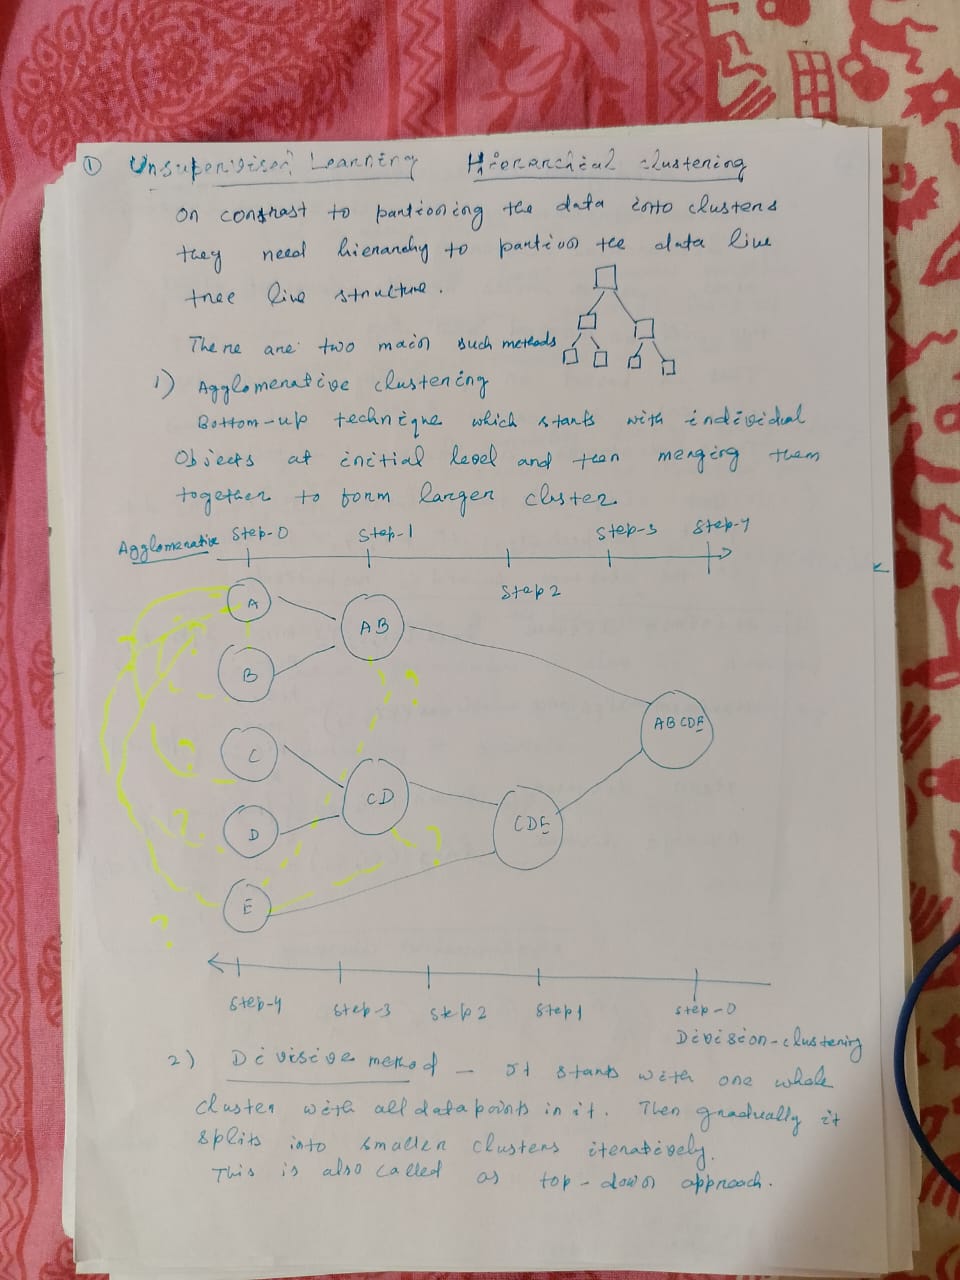 ① Unsupervised Learning Hierarchical clustering
On contrast to partioning the data into clusters
they need hierarchy to partion the data like
tree like structure.
There are two main such methods
1) Agglomerative clustering
Bottom-up technique which starts with individual
Objects at initial level and then merging them
together to form larger cluster.
Agglomerative Step-0 Step-1 Step 2 Step-3 Step-4
A
B
C
D
E
AB
CD
CDE
ABCDE
?
?
?
?
?
Step-4 Step-3 Step 2 Step 1 Step-0
Division-clustering
2) Divisive method - It starts with one whole
cluster with all data points in it. Then gradually it
splits into smaller clusters iteratively.
This is also called as top-down approach.